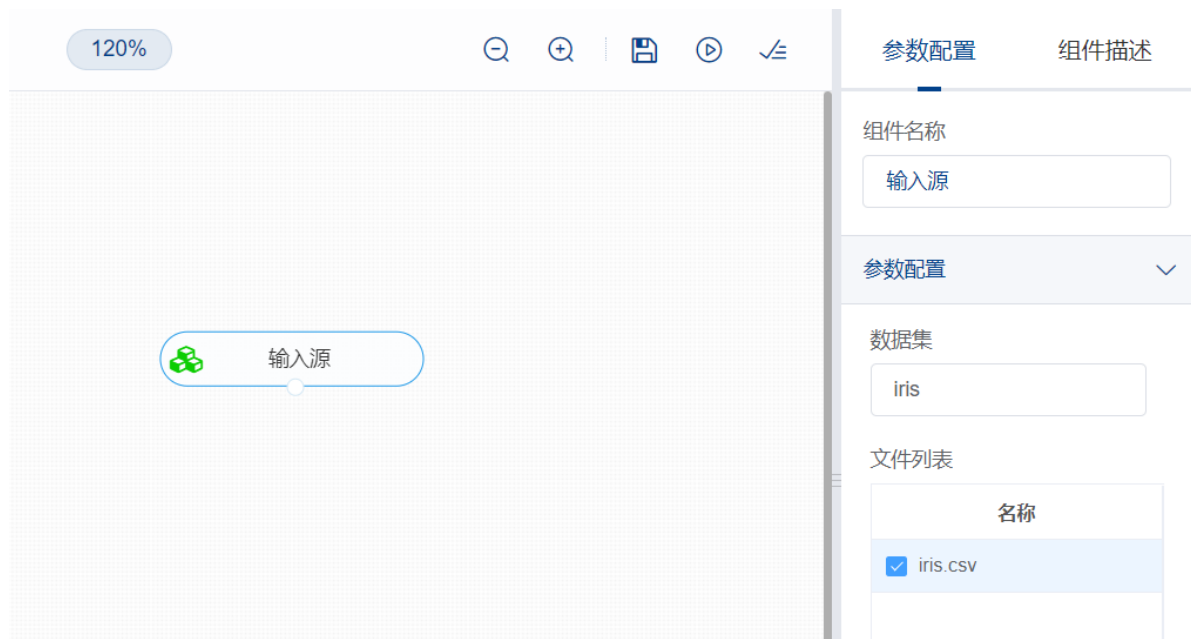 120%
参数配置
组件描述
组件名称
输入源
参数配置
数据集
iris
文件列表
名称
iris.csv
输入源